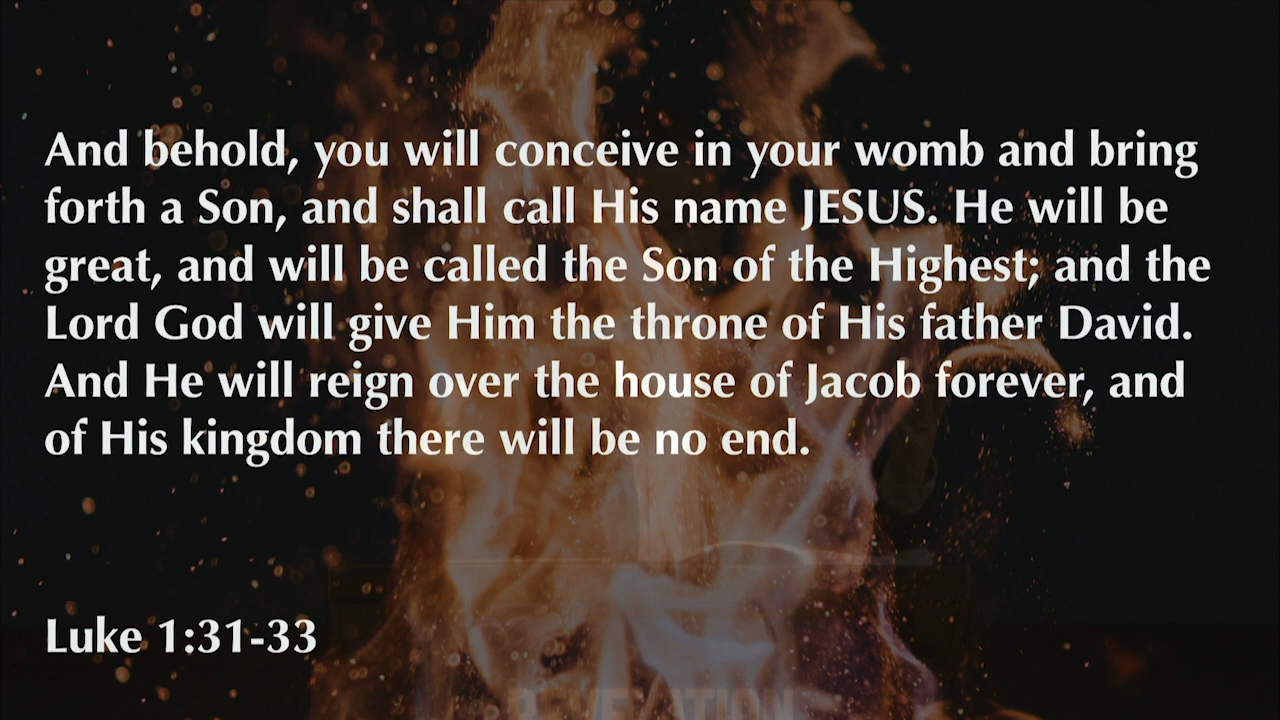 And behold, you will conceive in your womb and bring
forth a Son, and shall call His name JESUS. He will be
great, and will be called the Son of the Highest; and the
Lord God will give Him the throne of His father David.
And He will reign over the house of Jacob forever, and
of His kingdom there will be no end.
Luke 1:31-33
REVELATION